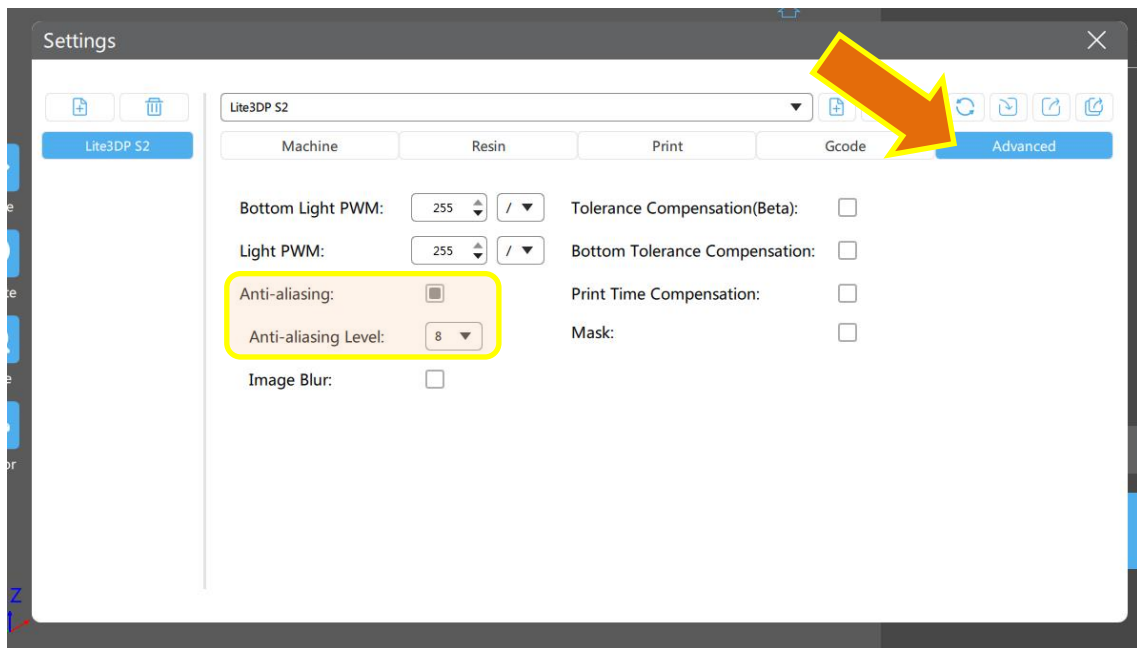 Settings
Lite3DP S2
Lite3DP S2
Machine Resin Print Gcode Advanced
Bottom Light PWM: 255 / Tolerance Compensation(Beta):
Light PWM: 255 / Bottom Tolerance Compensation:
Anti-aliasing: Print Time Compensation:
Anti-aliasing Level: 8 Mask:
Image Blur:
Z